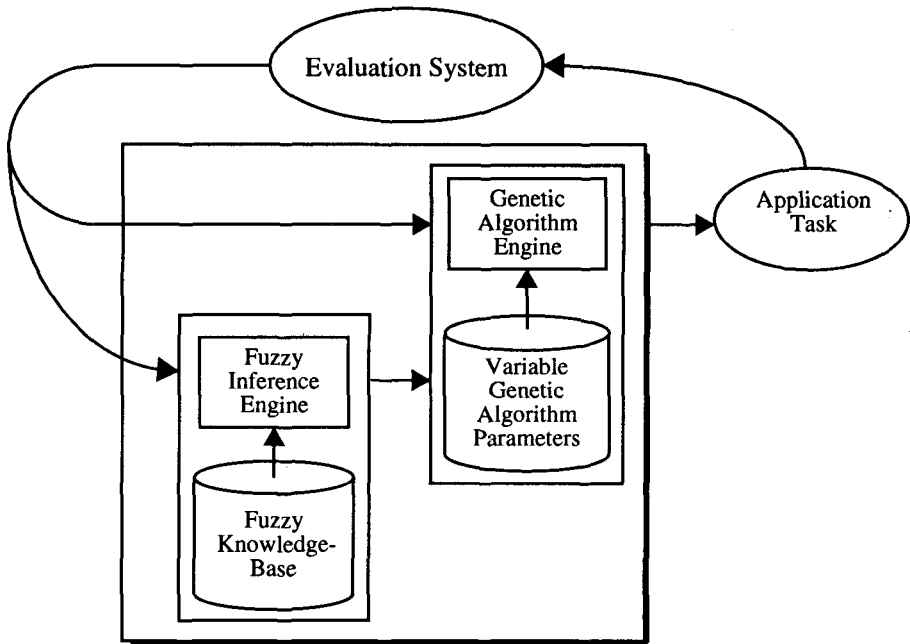 Evaluation System
Application
Task
Genetic
Algorithm
Engine
Variable
Genetic
Algorithm
Parameters
Fuzzy
Inference
Engine
Fuzzy
Knowledge-
Base